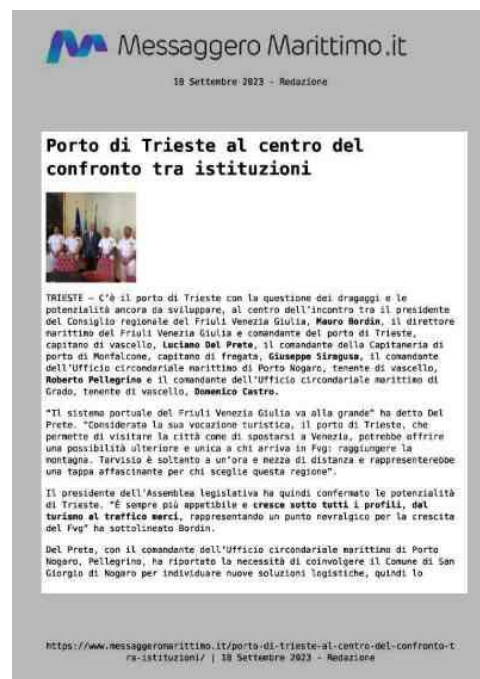 Messaggero Marittimo.it
18 Settembre 2023 - Redazione
Porto di Trieste al centro del
confronto tra istituzioni
TRIESTE – C'è il porto di Trieste con la questione dei dragaggi e le
potenzialità ancora da sviluppare, al centro dell'incontro tra il presidente
del Consiglio regionale del Friuli Venezia Giulia, Mauro Bordin, il direttore
marittimo del Friuli Venezia Giulia e comandante del porto di Trieste,
capitano di vascello, Luciano Del Prete, il comandante della Capitaneria di
porto di Monfalcone, capitano di fregata, Giuseppe Siragusa, il comandante
dell'Ufficio circondariale marittimo di Porto Nogaro, tenente di vascello,
Roberto Pellegrino e il comandante dell'Ufficio circondariale marittimo di
Grado, tenente di vascello, Domenico Castro.
"Il sistema portuale del Friuli Venezia Giulia va alla grande" ha detto Del
Prete. "Considerata la sua vocazione turistica, il porto di Trieste, che
permette di visitare la città come di spostarsi a Venezia, potrebbe offrire
una possibilità ulteriore e unica a chi arriva in Fvg: raggiungere la
montagna. Tarvisio è soltanto a un'ora e mezza di distanza e rappresenterebbe
una tappa affascinante per chi sceglie questa regione".
Il presidente dell'Assemblea legislativa ha quindi confermato le potenzialità
di Trieste. "È sempre più appetibile e cresce sotto tutti i profili, dal
turismo al traffico merci, rappresentando un punto nevralgico per la crescita
del Fvg" ha sottolineato Bordin.
Del Prete, con il comandante dell'Ufficio circondariale marittimo di Porto
Nogaro, Pellegrino, ha riportato la necessità di coinvolgere il Comune di San
Giorgio di Nogaro per individuare nuove soluzioni logistiche, quindi lo
https://www.messaggeromarittimo.it/porto-di-trieste-al-centro-del-confronto-t
ra-istituzioni/ | 18 Settembre 2023 - Redazione